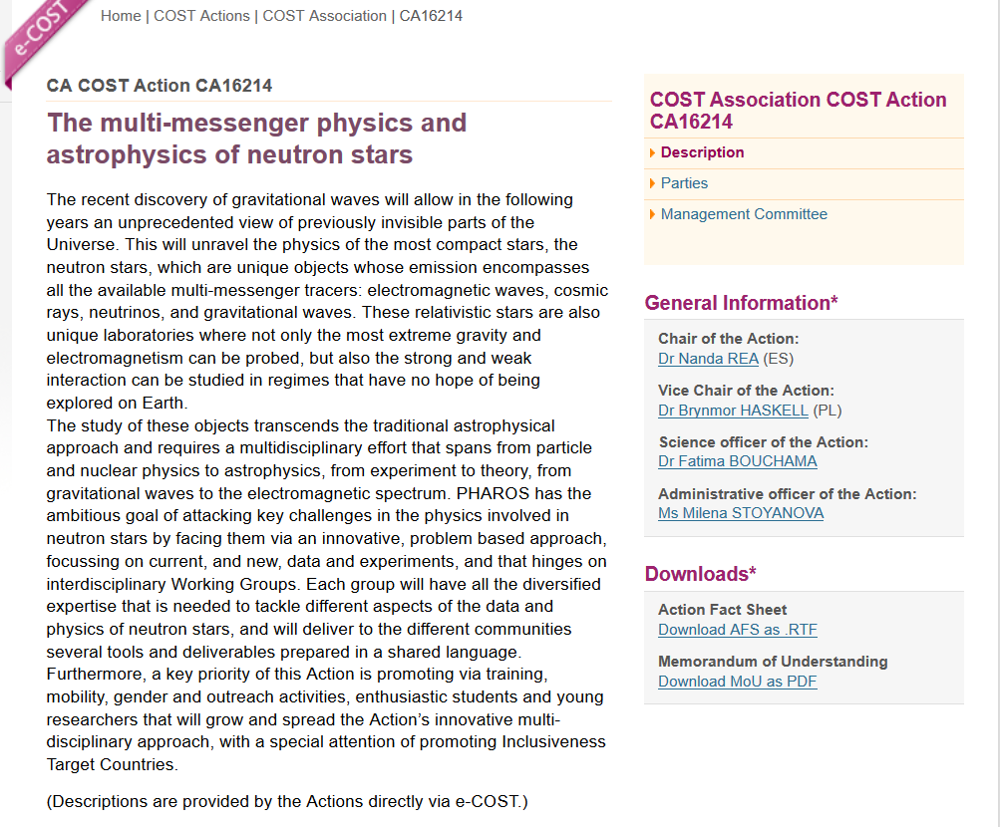 e-COST
Home | COST Actions | COST Association | CA16214
CA COST Action CA16214
The multi-messenger physics and
astrophysics of neutron stars
The recent discovery of gravitational waves will allow in the following
years an unprecedented view of previously invisible parts of the
Universe. This will unravel the physics of the most compact stars, the
neutron stars, which are unique objects whose emission encompasses
all the available multi-messenger tracers: electromagnetic waves, cosmic
rays, neutrinos, and gravitational waves. These relativistic stars are also
unique laboratories where not only the most extreme gravity and
electromagnetism can be probed, but also the strong and weak
interaction can be studied in regimes that have no hope of being
explored on Earth.
The study of these objects transcends the traditional astrophysical
approach and requires a multidisciplinary effort that spans from particle
and nuclear physics to astrophysics, from experiment to theory, from
gravitational waves to the electromagnetic spectrum. PHAROS has the
ambitious goal of attacking key challenges in the physics involved in
neutron stars by facing them via an innovative, problem based approach,
focussing on current, and new, data and experiments, and that hinges on
interdisciplinary Working Groups. Each group will have all the diversified
expertise that is needed to tackle different aspects of the data and
physics of neutron stars, and will deliver to the different communities
several tools and deliverables prepared in a shared language.
Furthermore, a key priority of this Action is promoting via training,
mobility, gender and outreach activities, enthusiastic students and young
researchers that will grow and spread the Action's innovative multi-
disciplinary approach, with a special attention of promoting Inclusiveness
Target Countries.
(Descriptions are provided by the Actions directly via e-COST.)
COST Association COST Action
CA16214
Description
Parties
Management Committee
General Information*
Chair of the Action:
Dr Nanda REA (ES)
Vice Chair of the Action:
Dr Brynmor HASKELL (PL)
Science officer of the Action:
Dr Fatima BOUCHAMA
Administrative officer of the Action:
Ms Milena STOYANOVA
Downloads*
Action Fact Sheet
Download AFS as .RTF
Memorandum of Understanding
Download MoU as PDF